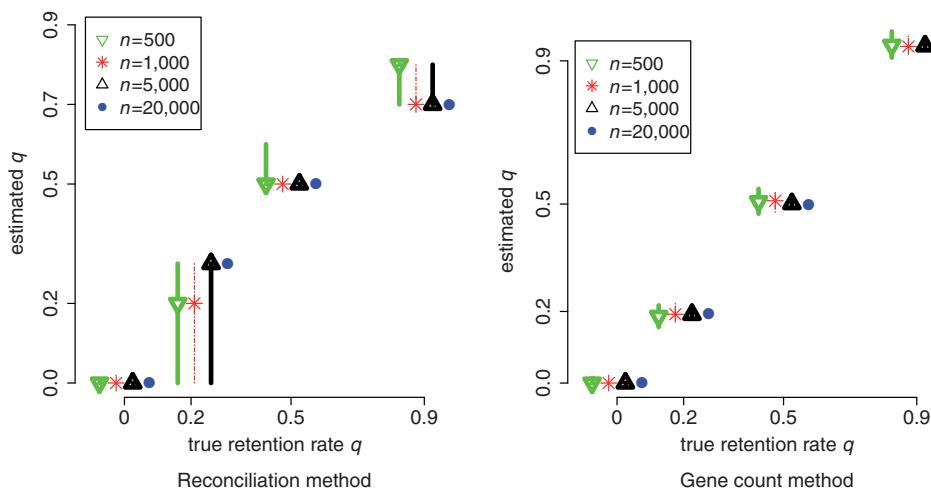 n=500
n=1,000
n=5,000
n=20,000
estimated q
0.9
0.7
0.5
0.2
0.0
0 0.2 0.5 0.9
true retention rate q
Reconciliation method
n=500
n=1,000
n=5,000
n=20,000
estimated q
0.9
0.5
0.2
0.0
0 0.2 0.5 0.9
true retention rate q
Gene count method